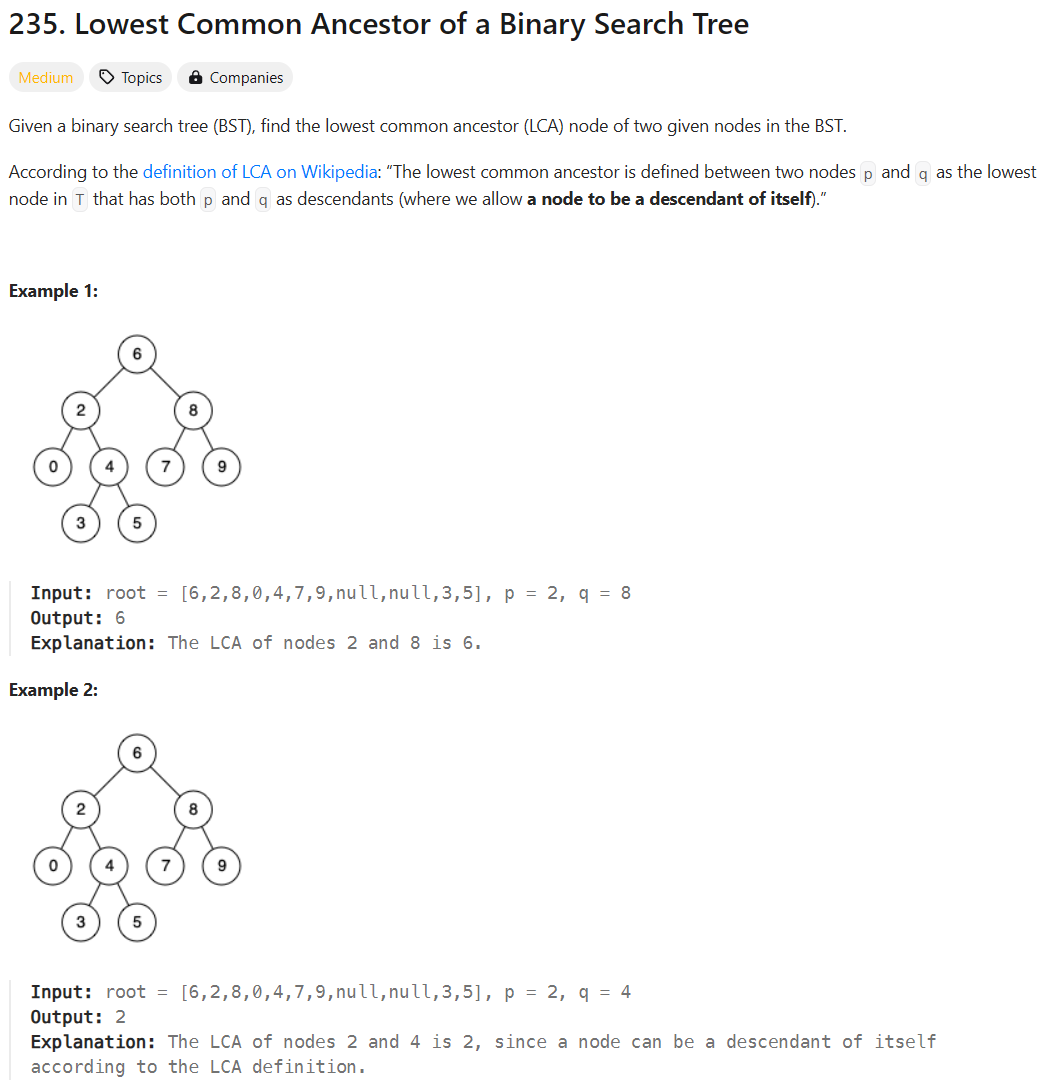 235. Lowest Common Ancestor of a Binary Search Tree
Medium Topics Companies
Given a binary search tree (BST), find the lowest common ancestor (LCA) node of two given nodes in the BST.
According to the definition of LCA on Wikipedia: “The lowest common ancestor is defined between two nodes p and q as the lowest
node in T that has both p and q as descendants (where we allow a node to be a descendant of itself).”
Example 1:
6
2 8
0 4 7 9
3 5
Input: root = [6,2,8,0,4,7,9,null,null,3,5], p = 2, q = 8
Output: 6
Explanation: The LCA of nodes 2 and 8 is 6.
Example 2:
6
2 8
0 4 7 9
3 5
Input: root = [6,2,8,0,4,7,9,null,null,3,5], p = 2, q = 4
Output: 2
Explanation: The LCA of nodes 2 and 4 is 2, since a node can be a descendant of itself
according to the LCA definition.